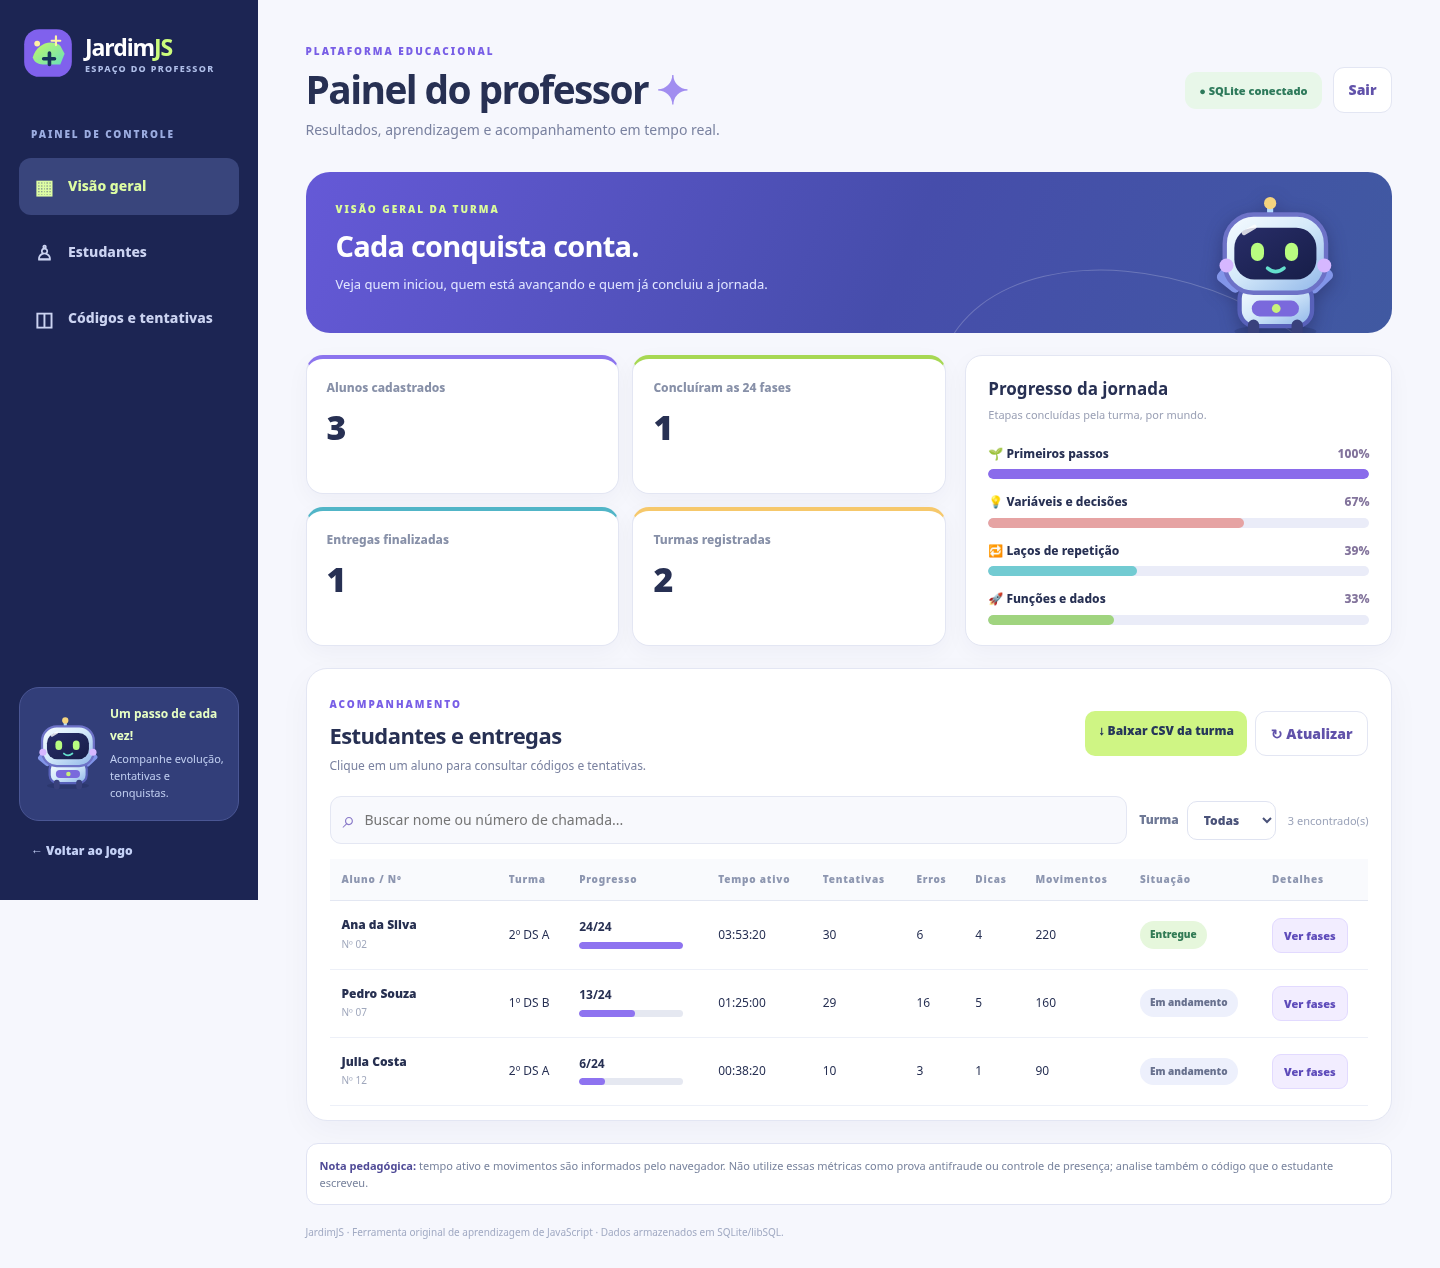 JardimJS
ESPAÇO DO PROFESSOR
PAINEL DE CONTROLE
Visão geral
Estudantes
Códigos e tentativas
Um passo de cada
vez!
Acompanhe evolução,
tentativas e
conquistas.
← Voltar ao jogo
PLATAFORMA EDUCACIONAL
Painel do professor ✦
Resultados, aprendizagem e acompanhamento em tempo real.
● SQLite conectado
Sair
VISÃO GERAL DA TURMA
Cada conquista conta.
Veja quem iniciou, quem está avançando e quem já concluiu a jornada.
Alunos cadastrados
3
Concluíram as 24 fases
1
Entregas finalizadas
1
Turmas registradas
2
Progresso da jornada
Etapas concluídas pela turma, por mundo.
🌱 Primeiros passos 100%
💡 Variáveis e decisões 67%
🔁 Laços de repetição 39%
🚀 Funções e dados 33%
ACOMPANHAMENTO
Estudantes e entregas
Clique em um aluno para consultar códigos e tentativas.
↓ Baixar CSV da turma
↻ Atualizar
Buscar nome ou número de chamada...
Turma Todas 3 encontrado(s)
Aluno / Nº Turma Progresso Tempo ativo Tentativas Erros Dicas Movimentos Situação Detalhes
Ana da Silva
Nº 02
2º DS A 24/24 03:53:20 30 6 4 220 Entregue Ver fases
Pedro Souza
Nº 07
1º DS B 13/24 01:25:00 29 16 5 160 Em andamento Ver fases
Julia Costa
Nº 12
2º DS A 6/24 00:38:20 10 3 1 90 Em andamento Ver fases
Nota pedagógica: tempo ativo e movimentos são informados pelo navegador. Não utilize essas métricas como prova antifraude ou controle de presença; analise também o código que o estudante
escreveu.
JardimJS · Ferramenta original de aprendizagem de JavaScript · Dados armazenados em SQLite/libSQL.